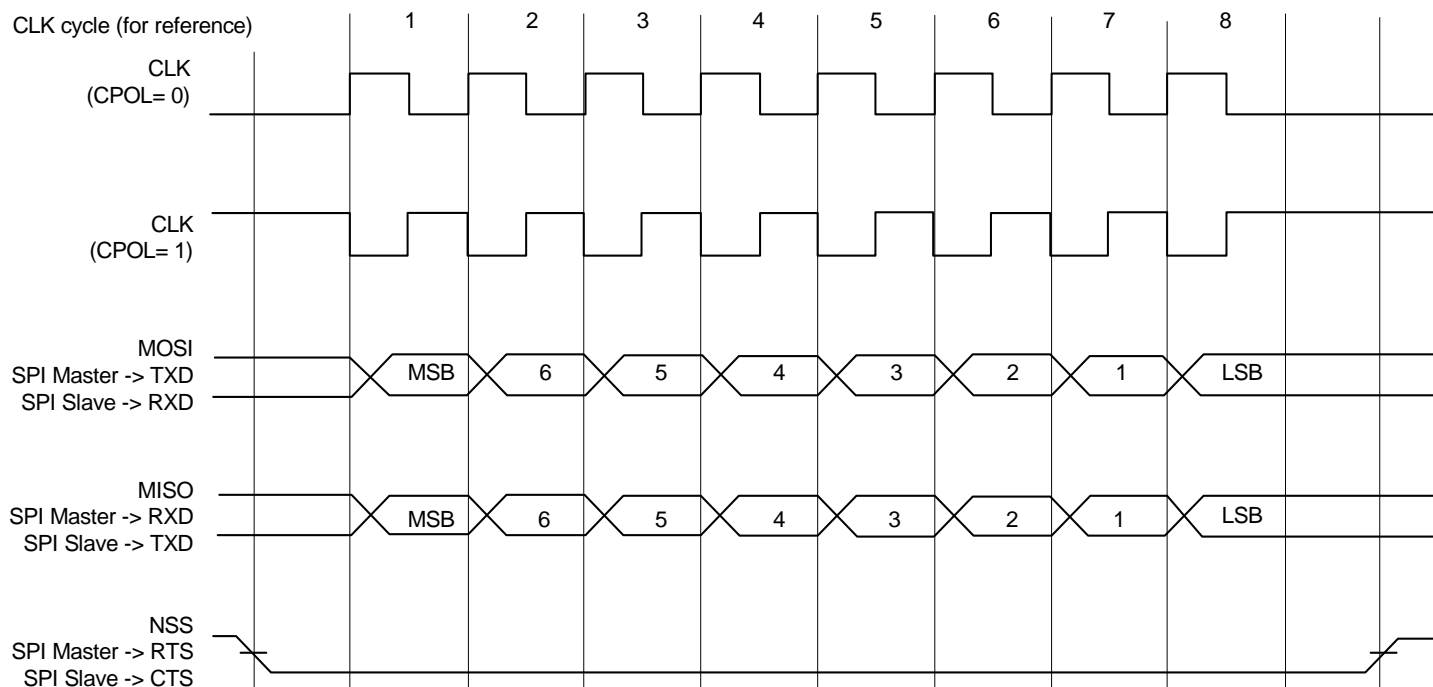 CLK cycle (for reference)
1 2 3 4 5 6 7 8
CLK
(CPOL= 0)
CLK
(CPOL= 1)
MOSI
SPI Master -> TXD
SPI Slave -> RXD
MSB 6 5 4 3 2 1 LSB
MISO
SPI Master -> RXD
SPI Slave -> TXD
MSB 6 5 4 3 2 1 LSB
NSS
SPI Master -> RTS
SPI Slave -> CTS